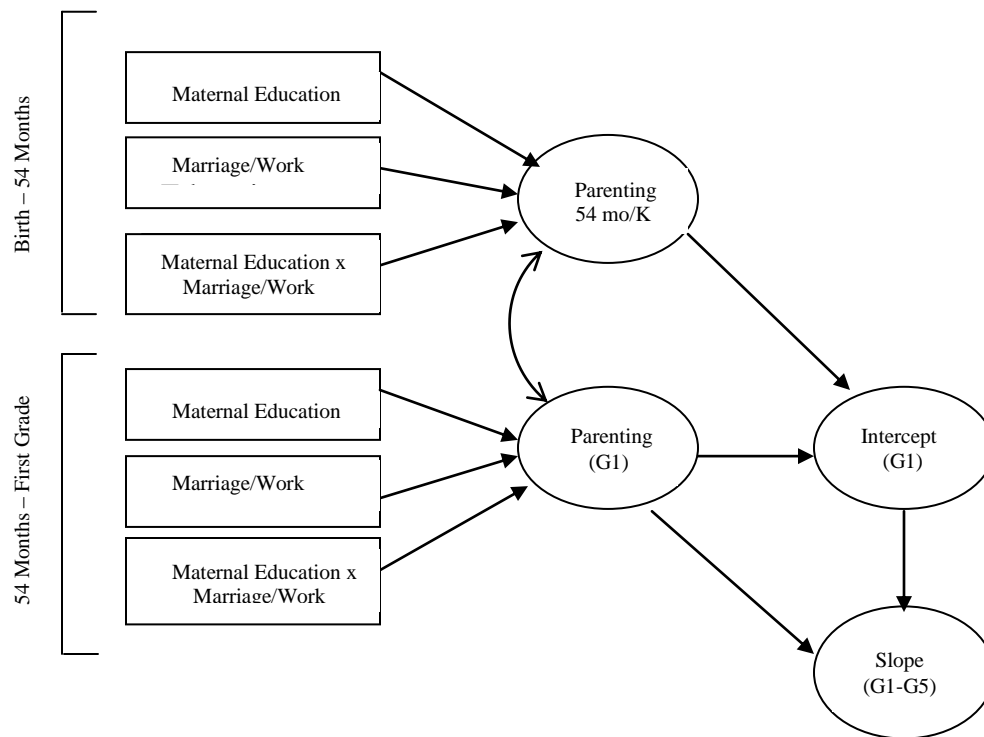 Birth – 54 Months
Maternal Education
Marriage/Work
Maternal Education x
Marriage/Work
Parenting
54 mo/K
54 Months – First Grade
Maternal Education
Marriage/Work
Maternal Education x
Marriage/Work
Parenting
(G1)
Intercept
(G1)
Slope
(G1-G5)